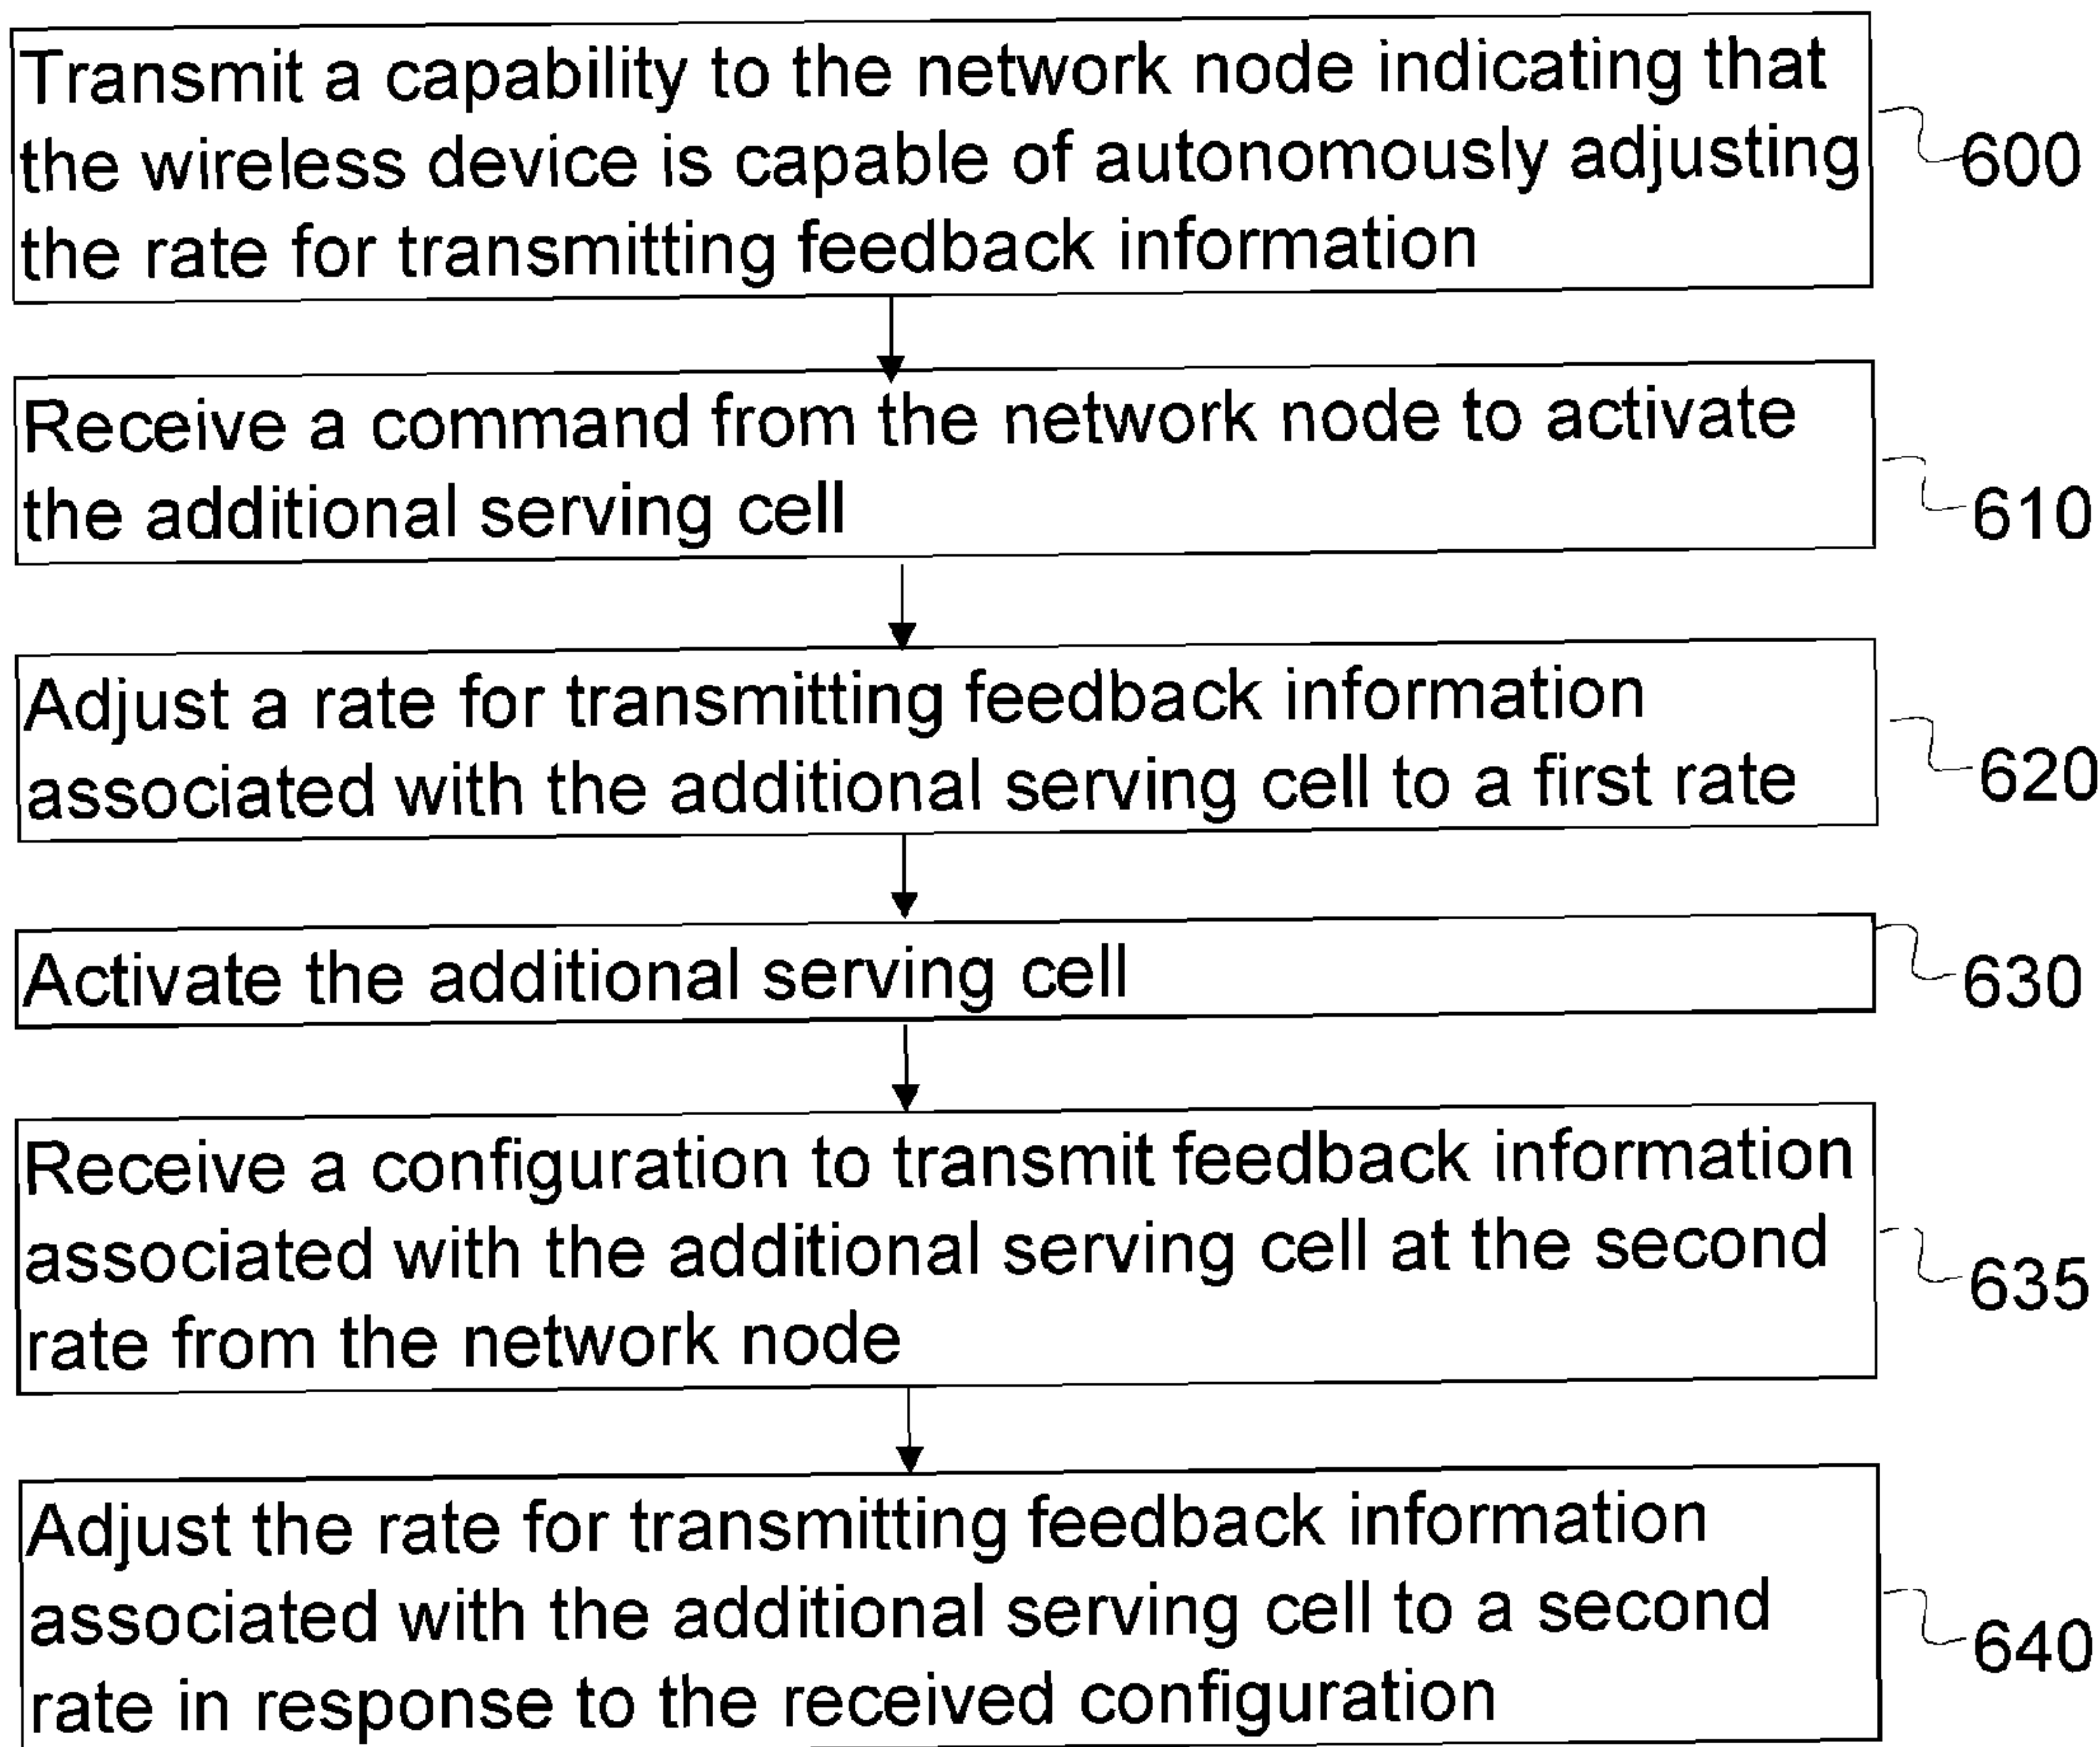 Transmit a capability to the network node indicating that
the wireless device is capable of autonomously adjusting
the rate for transmitting feedback information
600
Receive a command from the network node to activate
the additional serving cell
610
Adjust a rate for transmitting feedback information
associated with the additional serving cell to a first rate
620
Activate the additional serving cell
630
Receive a configuration to transmit feedback information
associated with the additional serving cell at the second
rate from the network node
635
Adjust the rate for transmitting feedback information
associated with the additional serving cell to a second
rate in response to the received configuration
640